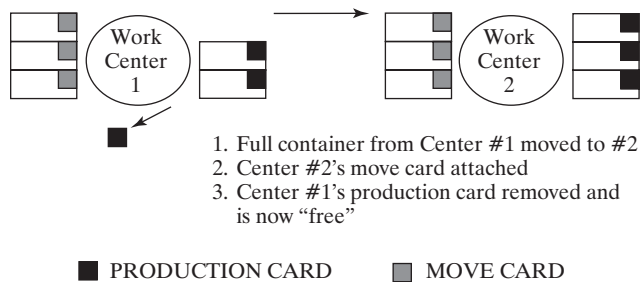 Work
Center
1
Work
Center
2
1. Full container from Center #1 moved to #2
2. Center #2's move card attached
3. Center #1's production card removed and
is now “free”
PRODUCTION CARD
MOVE CARD